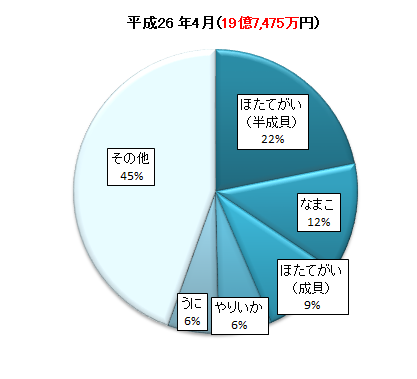 平成26年4月(19億7,475万円)
ほたてがい
（半成貝）
22%
なまこ
12%
ほたてがい
（成貝）
9%
やりいか
6%
うに
6%
その他
45%